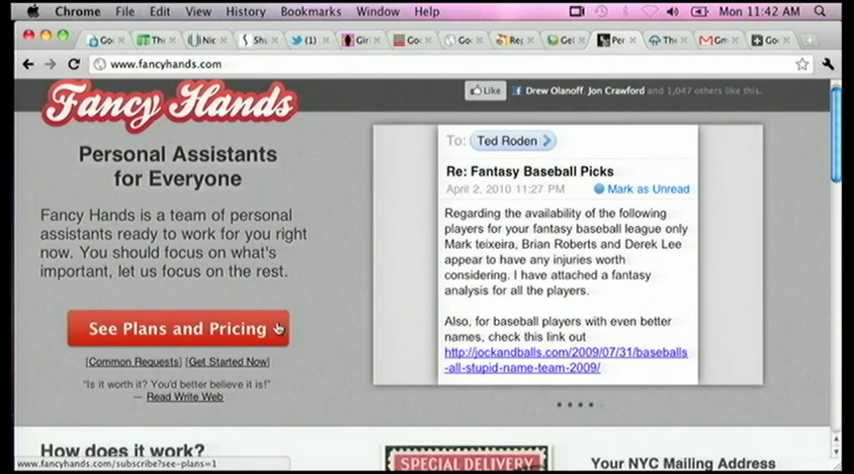 Chrome File Edit Assistants View History Bookmarks Window Help Mon 11:42 AM
www.fancyhands.com
Fancy Hands
Like Drew Olanoff, Jon Crawford and 1,047 others like this.
Personal Assistants
for Everyone
Fancy Hands is a team of personal
assistants ready to work for you right
now. You should focus on what's
important, let us focus on the rest.
See Plans and Pricing
[Common Requests] [Get Started Now]
"Is it worth it? You'd better believe it is!"
— Read Write Web
To: Ted Roden
Re: Fantasy Baseball Picks
April 2, 2010 11:27 PM Mark as Unread
Regarding the availability of the following
players for your fantasy baseball league only
Mark teixeira, Brian Roberts and Derek Lee
appear to have any injuries worth
considering. I have attached a fantasy
analysis for all the players.
Also, for baseball players with even better
names, check this link out
http://jockandballs.com/2009/07/31/baseballs
-all-stupid-name-team-2009/
How does it work?
SPECIAL DELIVERY
Your NYC Mailing Address
www.fancyhands.com/subscribe?see-plans=1